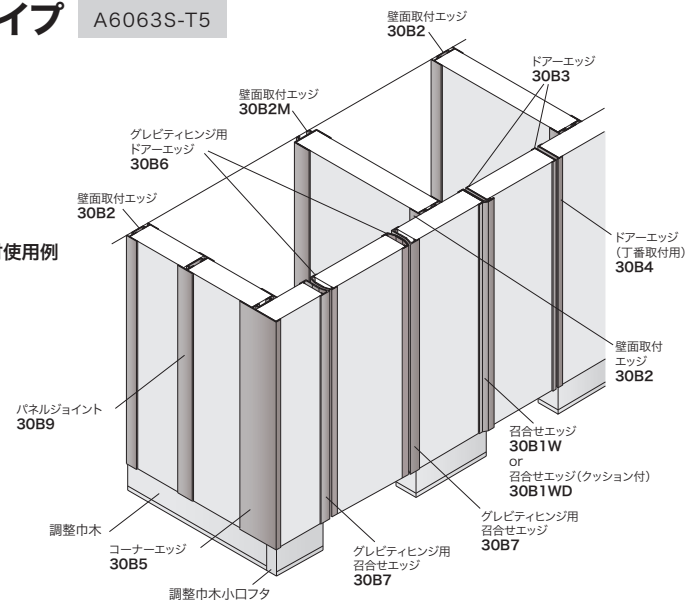 イプ A6063S-T5
壁面取付エッジ
30B2
ドアーエッジ
30B3
壁面取付エッジ
30B2M
グレビティヒンジ用
ドアーエッジ
30B6
壁面取付エッジ
30B2
使用例
ドアーエッジ
（丁番取付用）
30B4
壁面取付
エッジ
30B2
パネルジョイント
30B9
召合せエッジ
30B1W
or
召合せエッジ(クッション付)
30B1WD
グレビティヒンジ用
召合せエッジ
30B7
調整巾木
コーナーエッジ
30B5
グレビティヒンジ用
召合せエッジ
30B7
調整巾木小口フタ